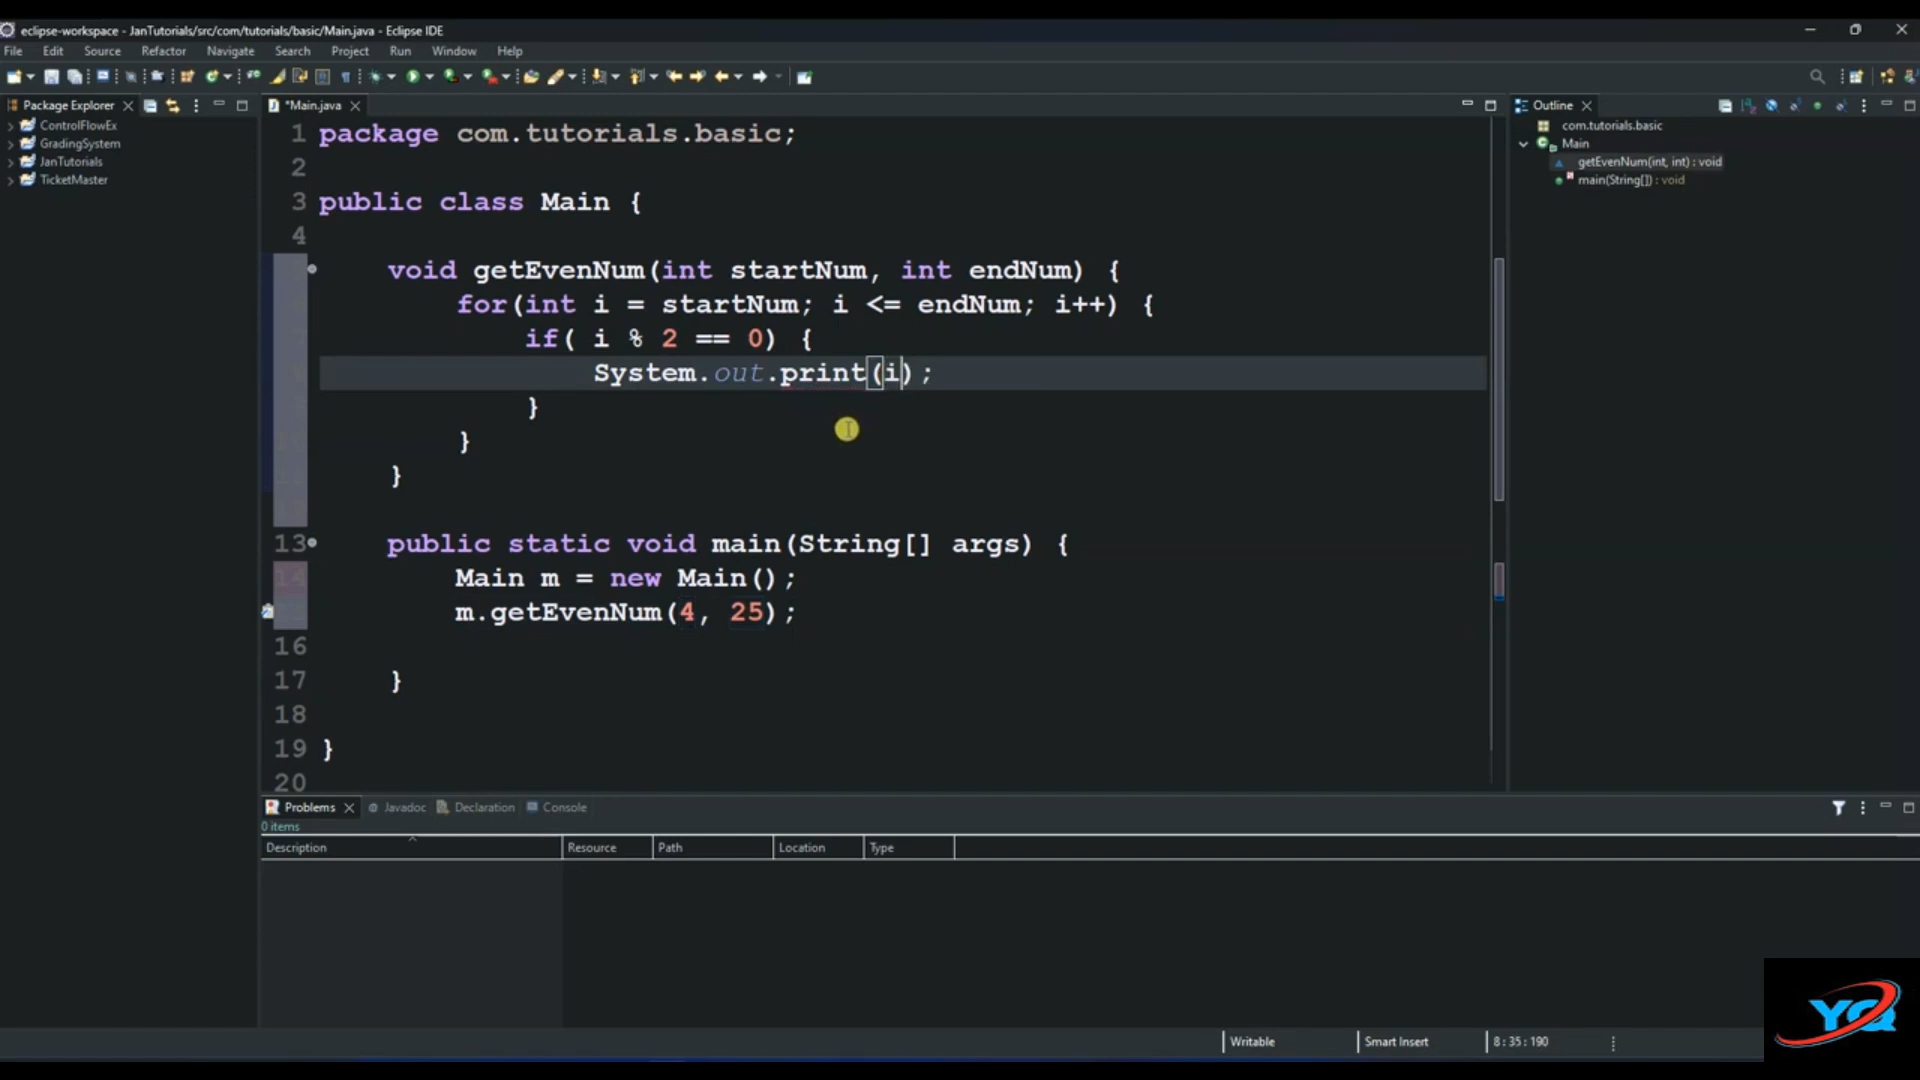 eclipse-workspace - JanTutorials/src/com/tutorials/basic/Main.java - Eclipse IDE
File Edit Source Refactor Navigate Search Project Run Window Help
Package Explorer
ControlFlowEx
GradingSystem
JanTutorials
TicketMaster
*Main.java
1 package com.tutorials.basic;
2
3 public class Main {
4
void getEvenNum(int startNum, int endNum) {
for(int i = startNum; i <= endNum; i++) {
if( i % 2 == 0) {
System.out.print(i);
}
}
}
13 public static void main(String[] args) {
14 Main m = new Main();
m.getEvenNum(4, 25);
16
17 }
18
19 }
20
Outline
com.tutorials.basic
Main
getEvenNum(int, int) : void
main(String[]) : void
Problems Javadoc Declaration Console
0 items
Description Resource Path Location Type
Writable Smart Insert 8 : 35 : 190
YQ